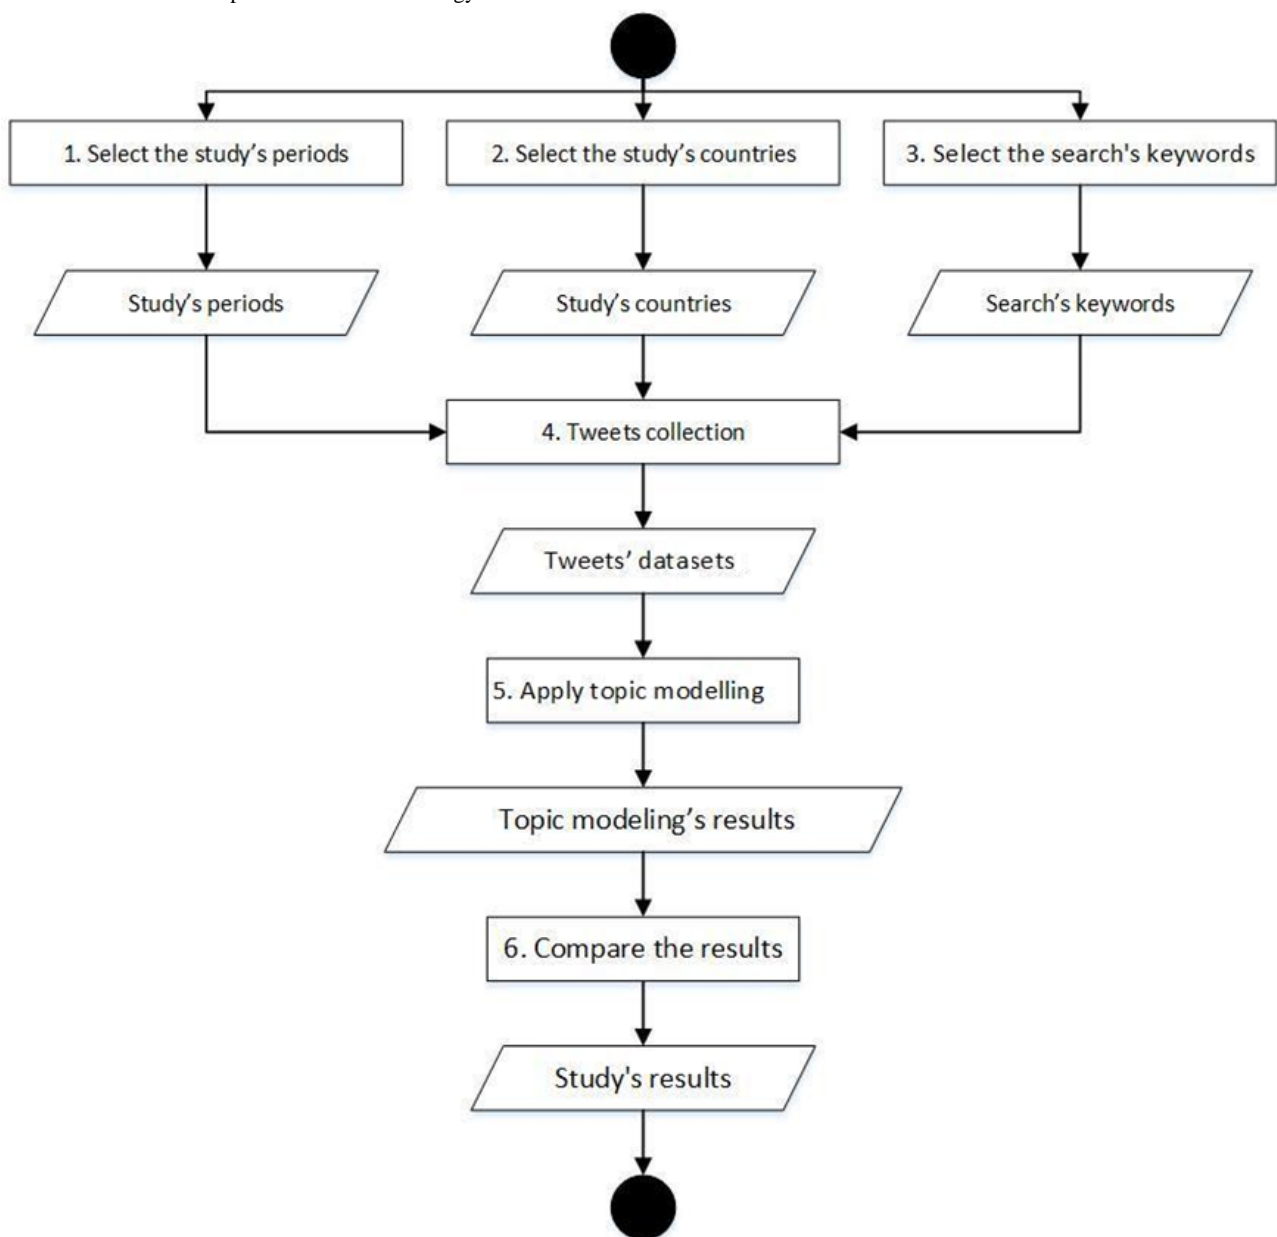 1. Select the study’s periods
2. Select the study’s countries
3. Select the search's keywords
Study’s periods
Study’s countries
Search’s keywords
4. Tweets collection
Tweets’ datasets
5. Apply topic modelling
Topic modeling’s results
6. Compare the results
Study's results